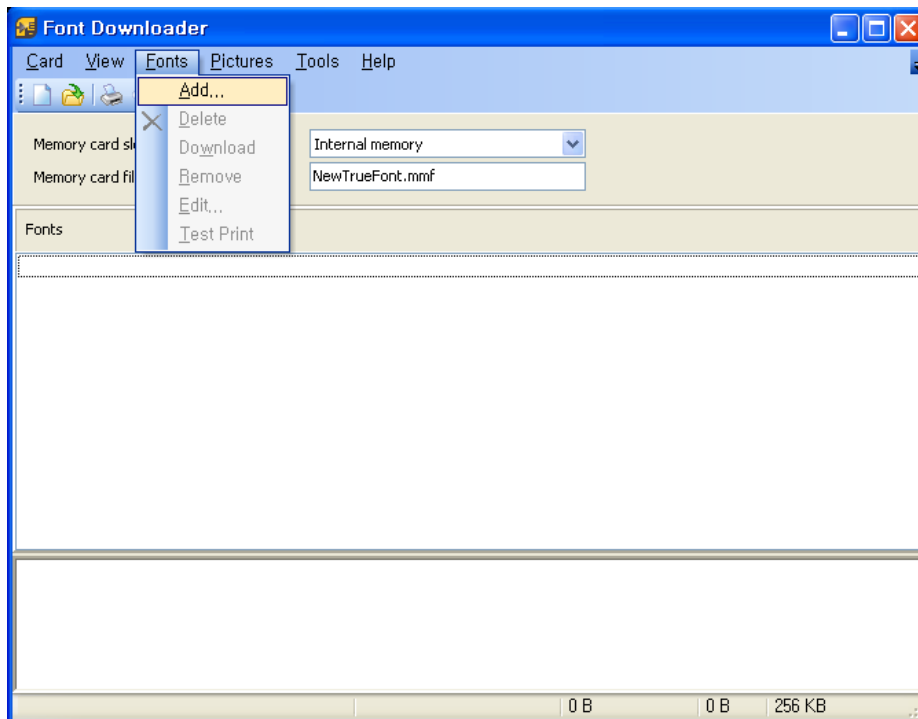 Font Downloader
Card View Fonts Pictures Tools Help
Add...
Delete
Memory card sl Download Internal memory
Memory card fil Remove NewTrueFont.mmf
Edit...
Fonts Test Print
0 B 0 B 256 KB